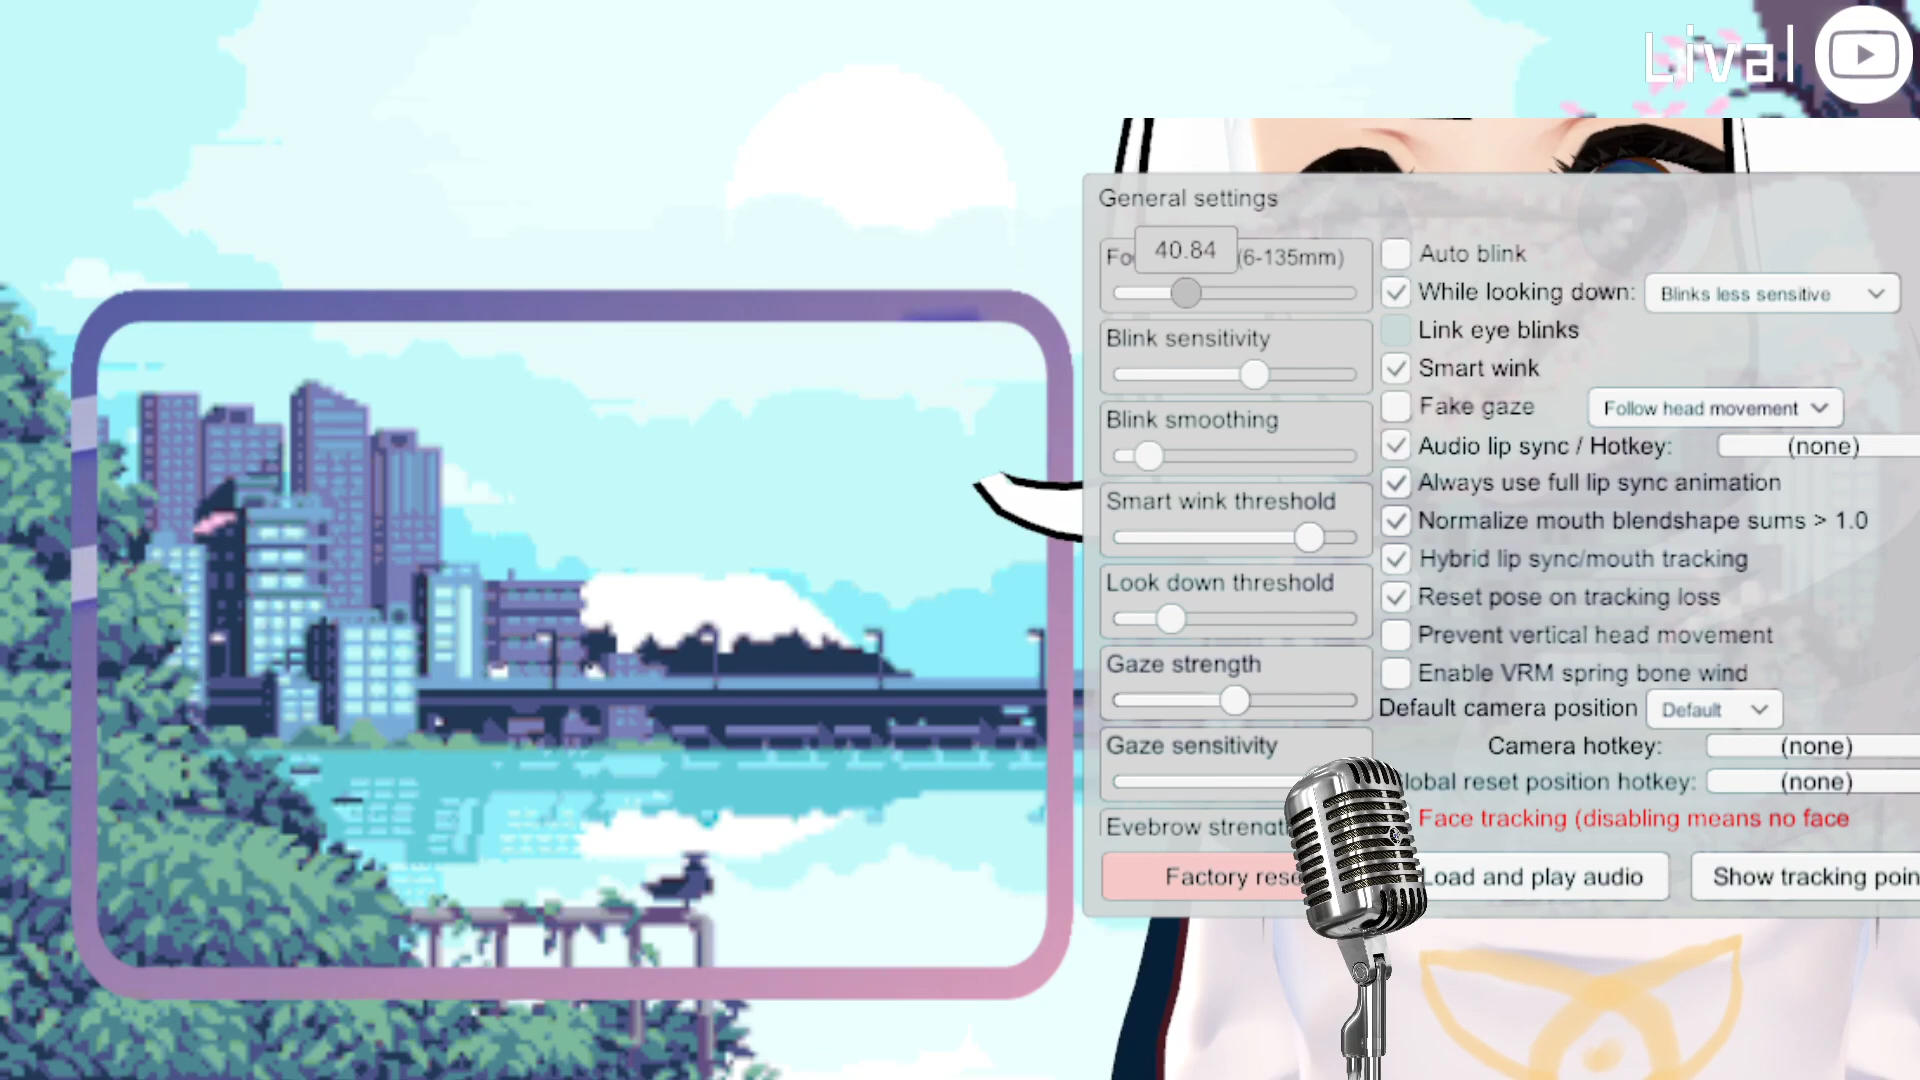 Lival
General settings
40.84
(6-135mm)
Blink sensitivity
Blink smoothing
Smart wink threshold
Look down threshold
Gaze strength
Gaze sensitivity
Eyebrow
Factory
Auto blink
While looking down:
Blinks less sensitive
Link eye blinks
Smart wink
Fake gaze
Follow head movement
Audio lip sync / Hotkey:
(none)
Always use full lip sync animation
Normalize mouth blendshape sums > 1.0
Hybrid lip sync/mouth tracking
Reset pose on tracking loss
Prevent vertical head movement
Enable VRM spring bone wind
Default camera position
Default
Camera hotkey:
(none)
reset position hotkey:
(none)
Face tracking (disabling means no face
Load and play audio
Show tracking